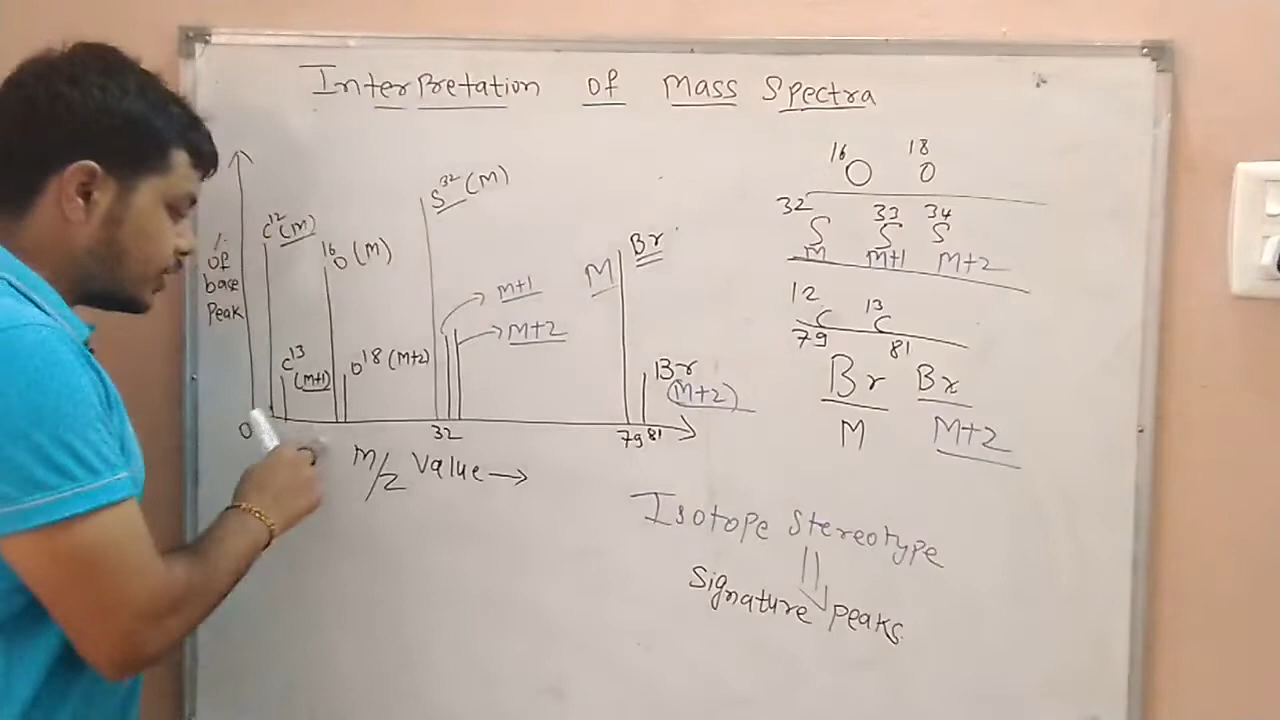 Interpretation of Mass Spectra
% of base Peak
C12 (M)
C13 (M+1)
16O (M)
O18 (M+2)
S32 (M)
m+1
M+2
M
Br
Br (M+2)
0
32
79 81
m/z Value →
16O 18O
32S 33S 34S
M M+1 M+2
12C 13C
79Br 81Br
M M+2
Isotope Stereotype
Signature Peaks